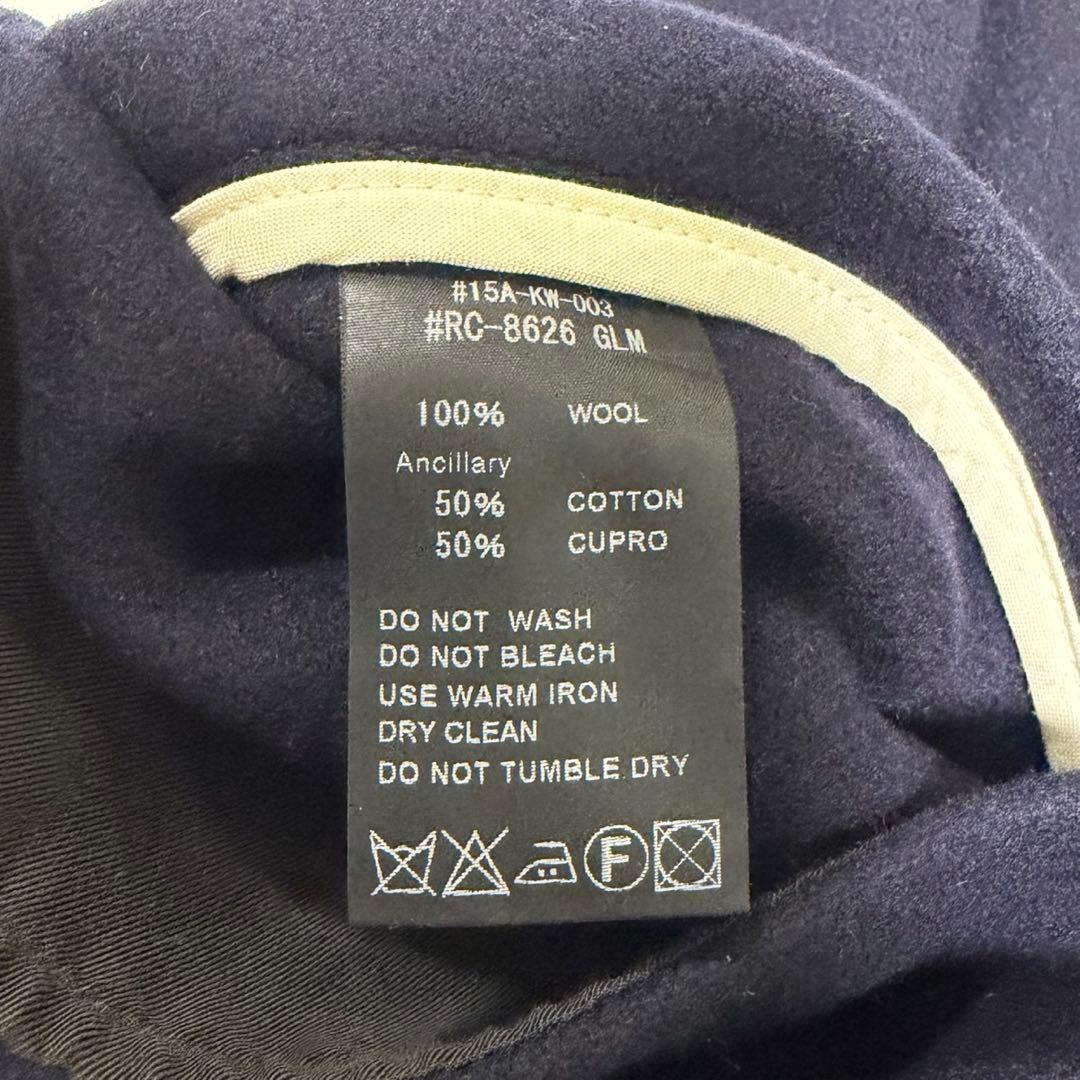 #15A-KW-003
#RC-8626 GLM
100% WOOL
Ancillary
50% COTTON
50% CUPRO
DO NOT WASH
DO NOT BLEACH
USE WARM IRON
DRY CLEAN
DO NOT TUMBLE DRY
F